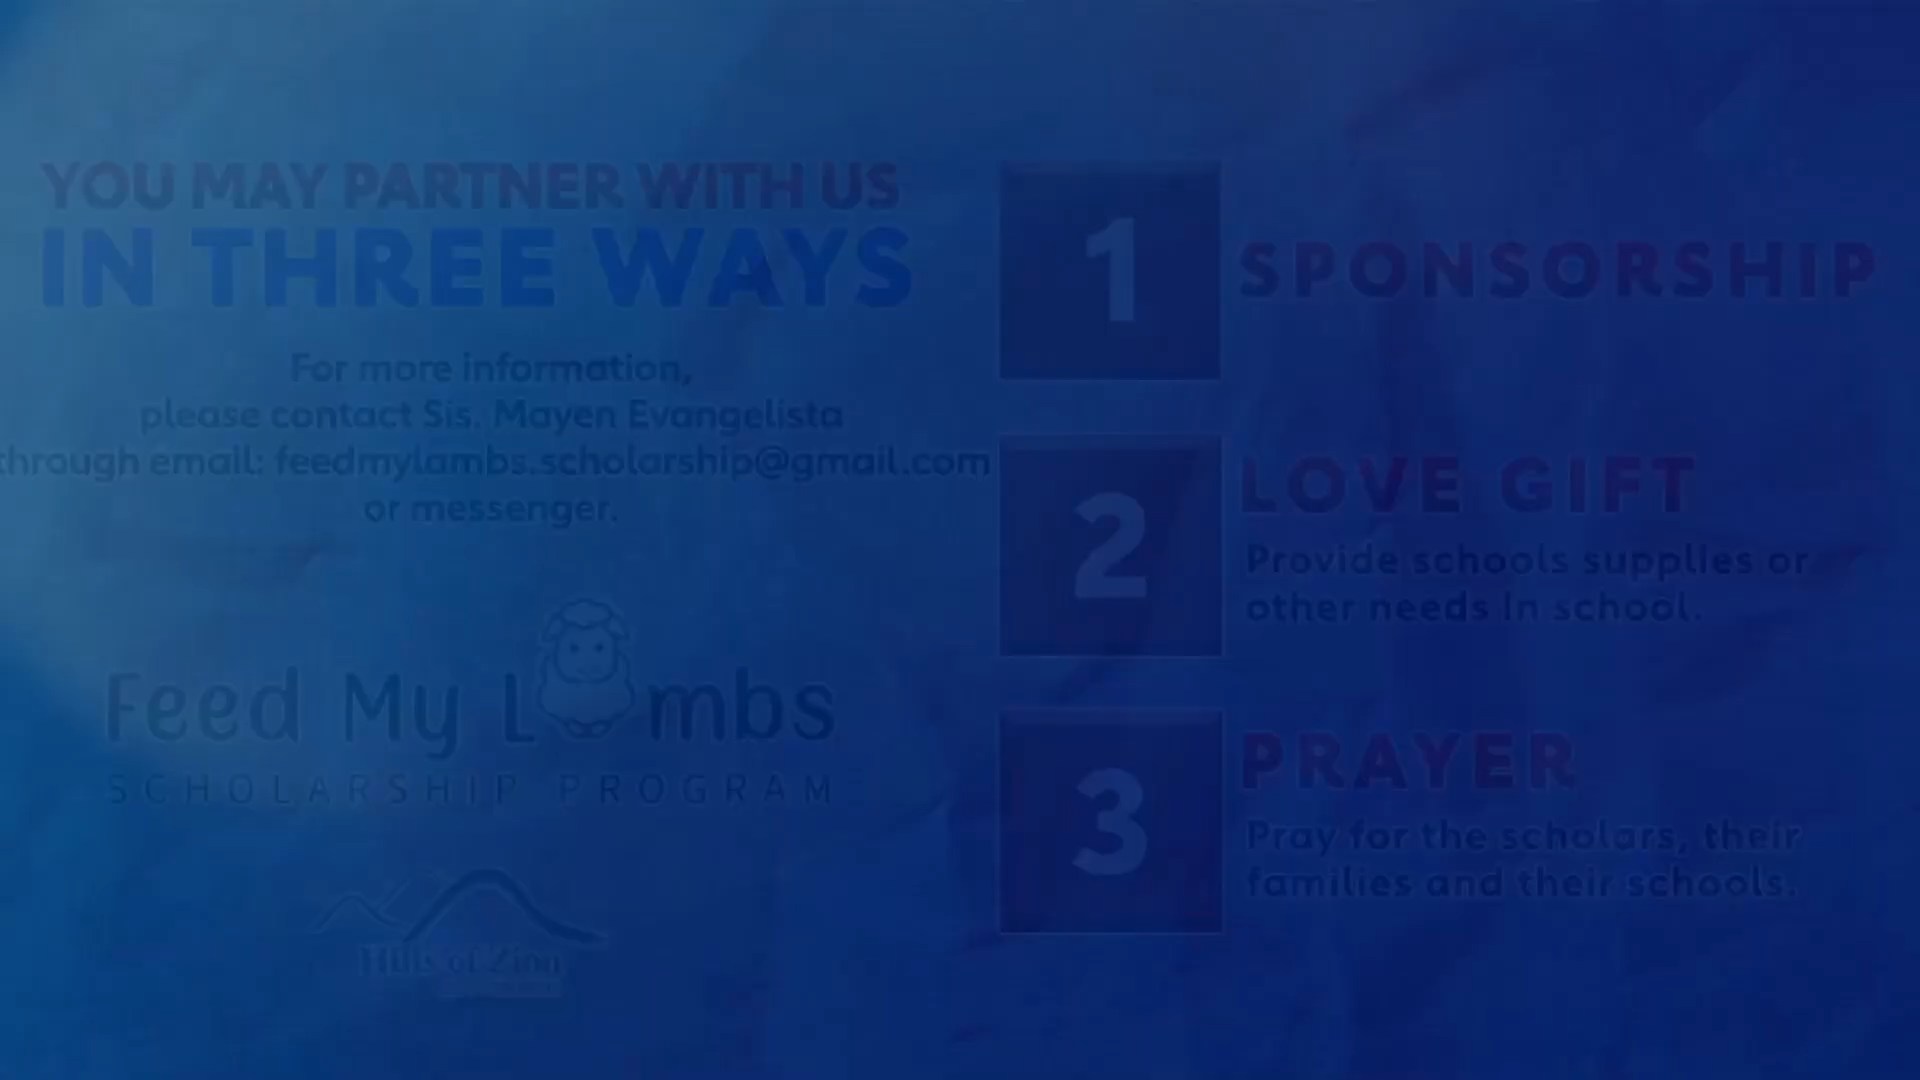 YOU MAY PARTNER WITH US
IN THREE WAYS
For more information,
please contact Sis. Mayen Evangelista
through email: feedmylambs.scholarship@gmail.com
or messenger.
Feed My Lambs
SCHOLARSHIP PROGRAM
Hills of Zion
1
SPONSORSHIP
2
LOVE GIFT
Provide schools supplies or
other needs in school.
3
PRAYER
Pray for the scholars, their
families and their schools.